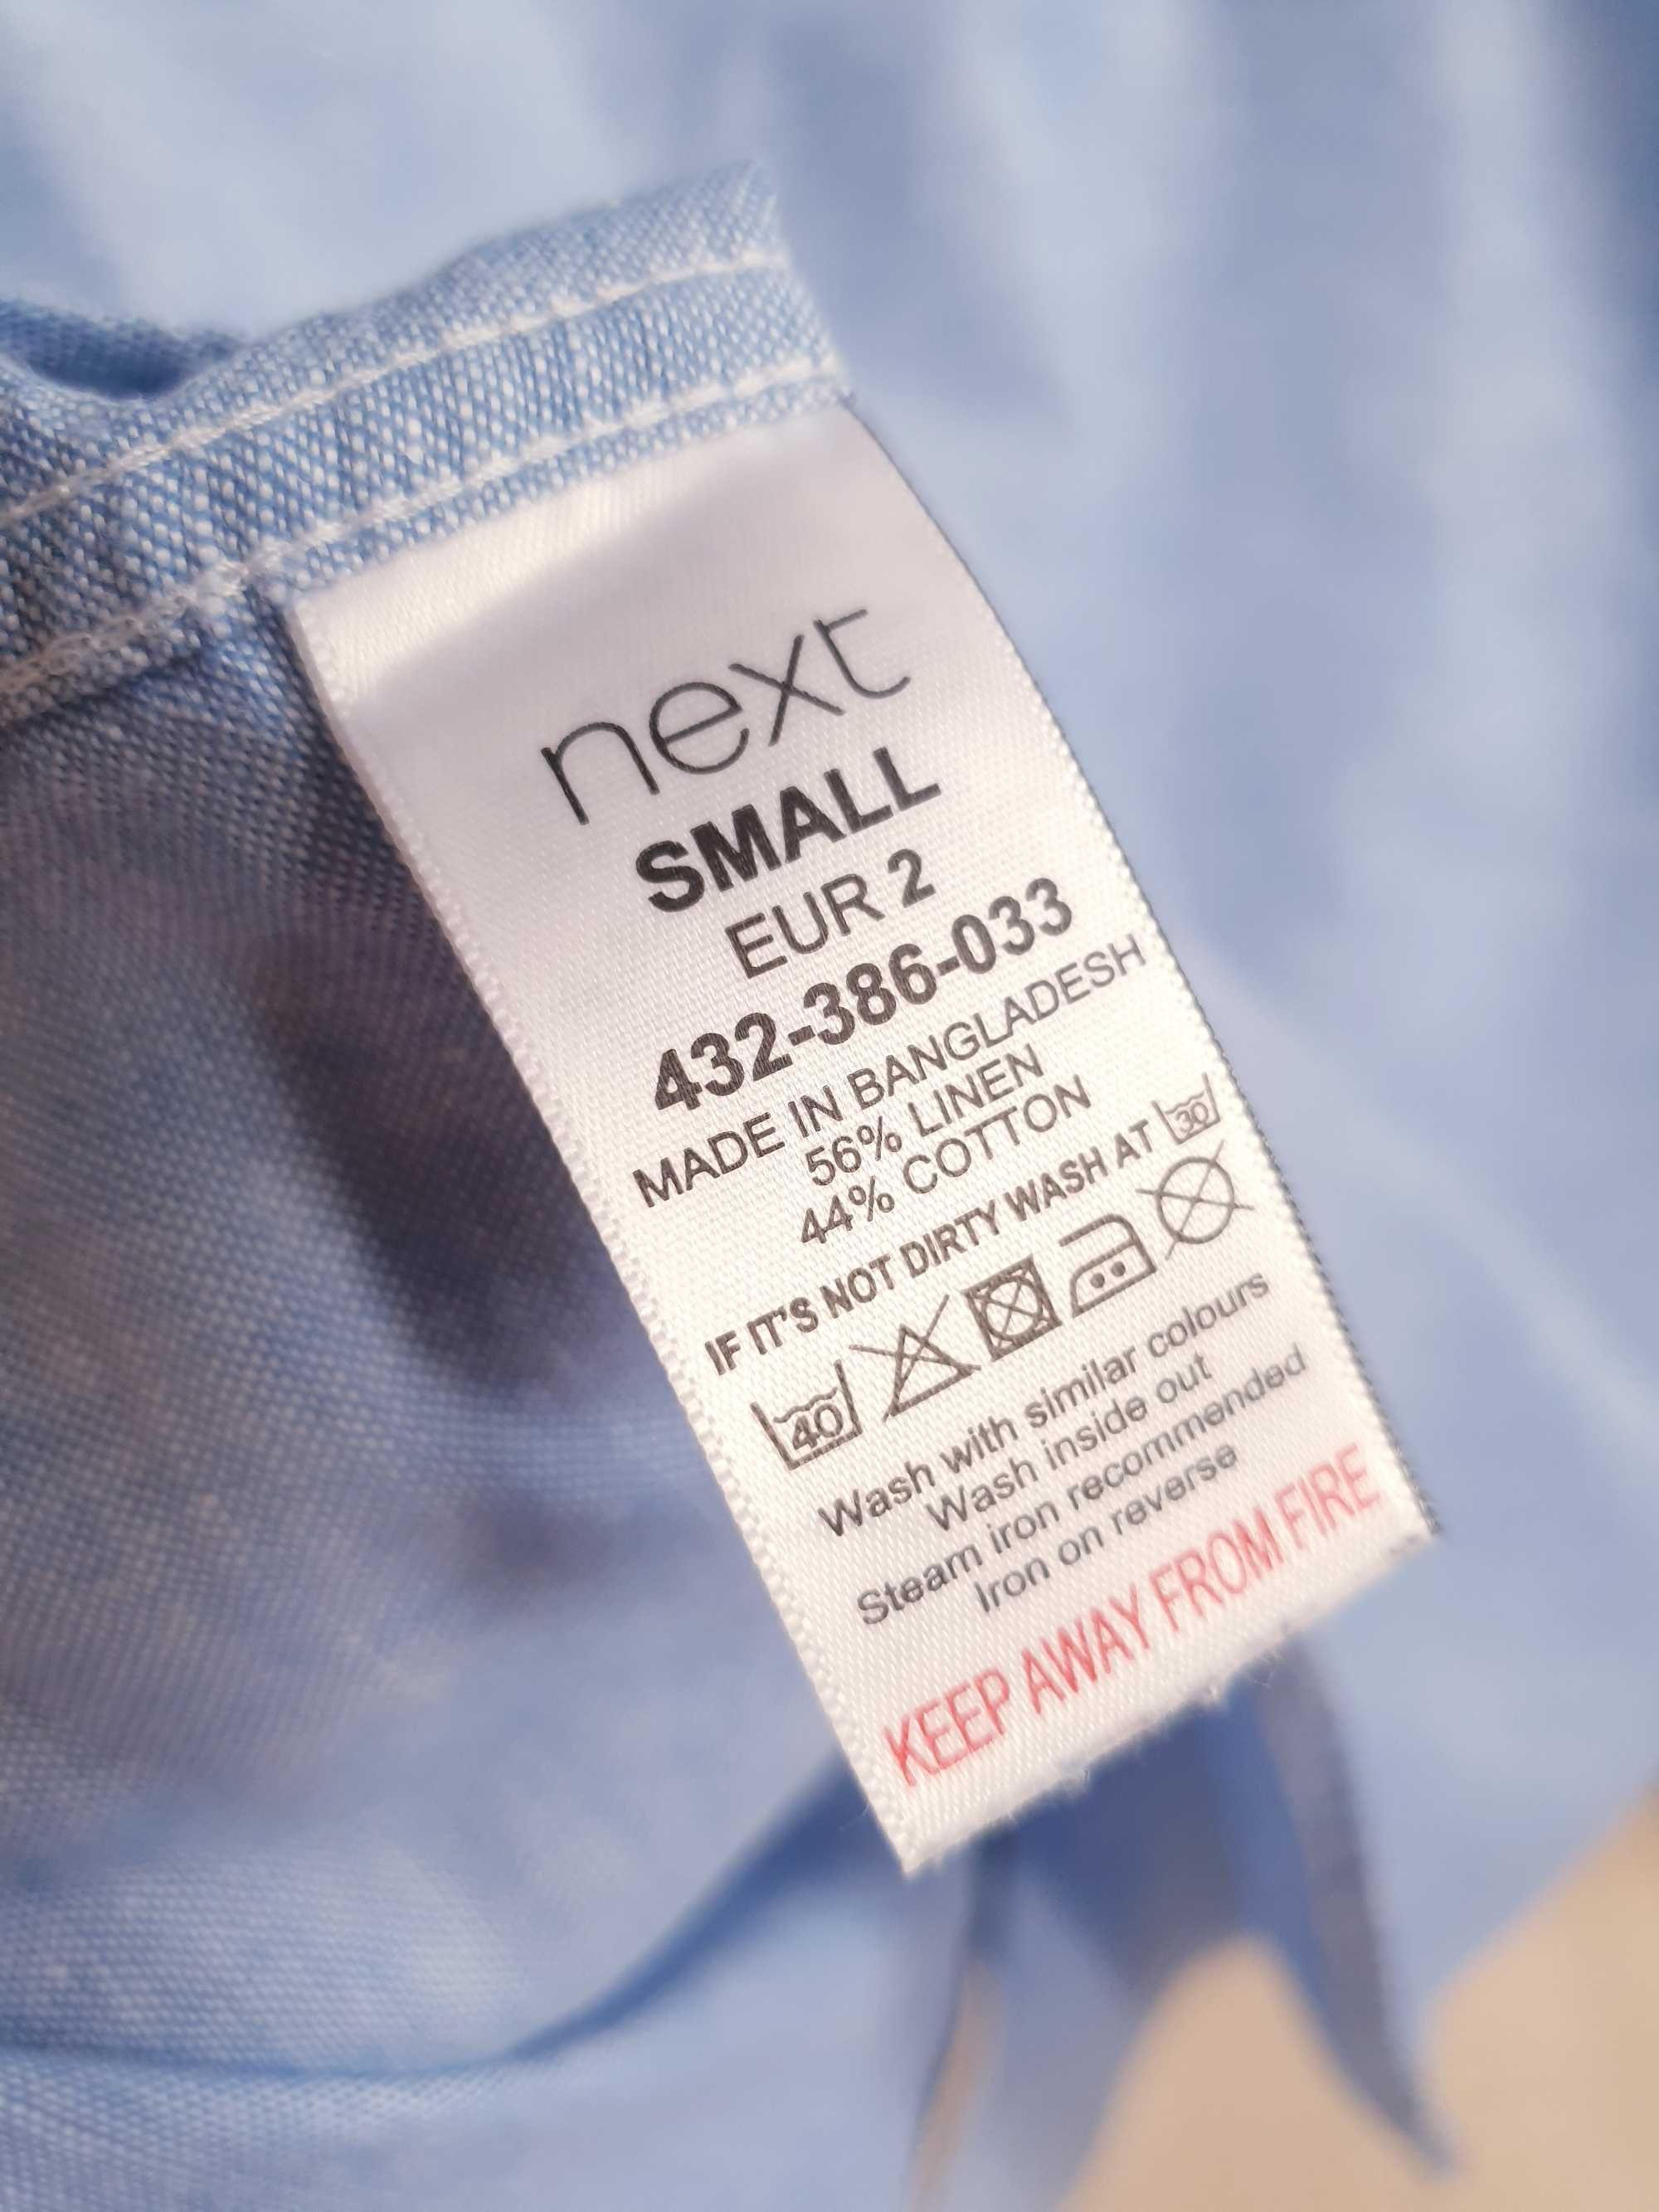 next
SMALL
EUR 2
432-386-033
MADE IN BANGLADESH
56% LINEN
44% COTTON
IF IT'S NOT DIRTY WASH AT 30
40
Wash with similar colours
Wash inside out
Steam iron recommended
Iron on reverse
KEEP AWAY FROM FIRE